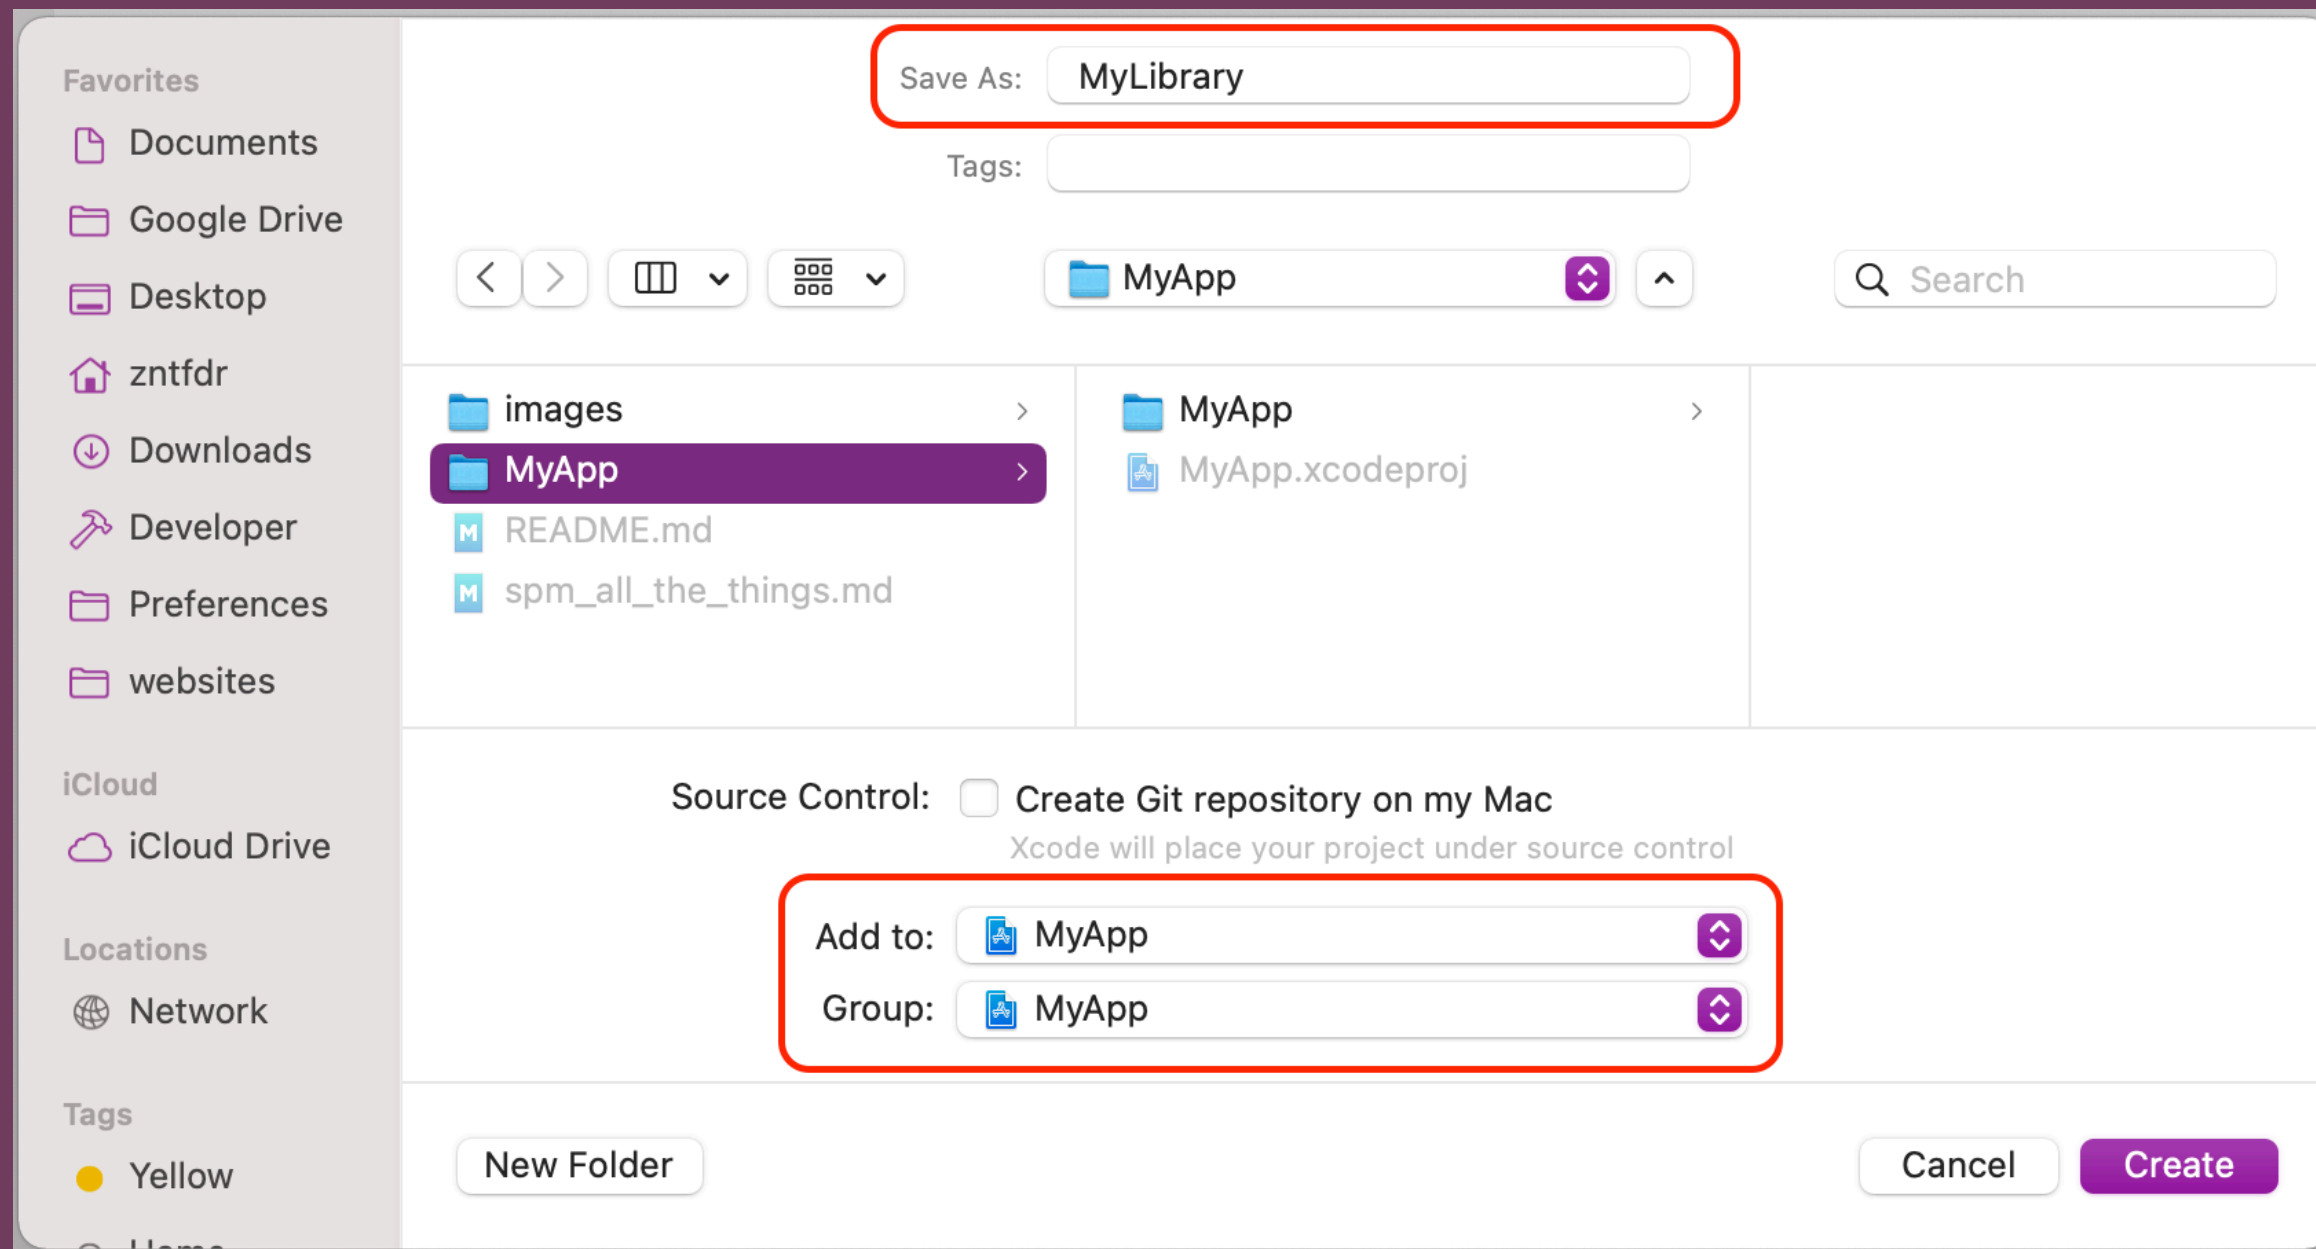 Favorites
Documents
Google Drive
Desktop
zntfdr
Downloads
Developer
Preferences
websites
iCloud
iCloud Drive
Locations
Network
Tags
Yellow
Save As: MyLibrary
Tags:
MyApp
Search
images
MyApp
README.md
spm_all_the_things.md
MyApp
MyApp.xcodeproj
Source Control: Create Git repository on my Mac
Xcode will place your project under source control
Add to: MyApp
Group: MyApp
New Folder
Cancel
Create